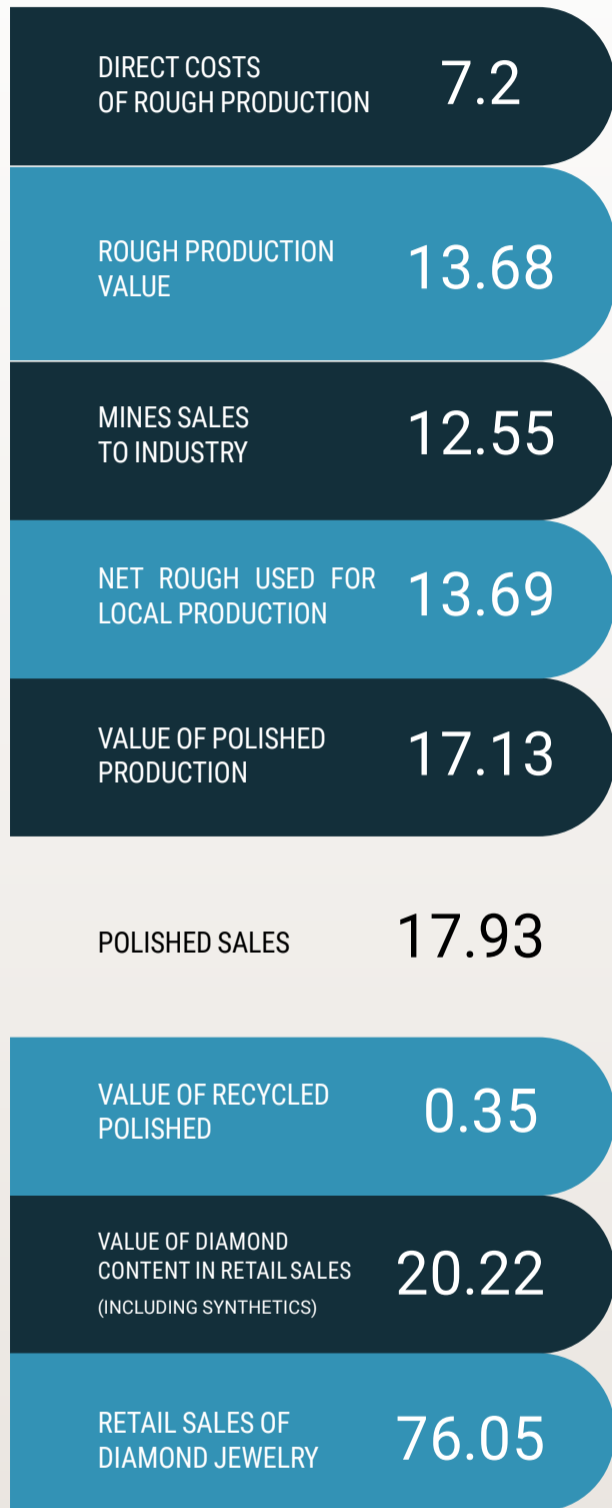 DIRECT COSTS
OF ROUGH PRODUCTION
7.2
ROUGH PRODUCTION
VALUE
13.68
MINES SALES
TO INDUSTRY
12.55
NET ROUGH USED FOR
LOCAL PRODUCTION
13.69
VALUE OF POLISHED
PRODUCTION
17.13
POLISHED SALES
17.93
VALUE OF RECYCLED
POLISHED
0.35
VALUE OF DIAMOND
CONTENT IN RETAIL SALES
(INCLUDING SYNTHETICS)
20.22
RETAIL SALES OF
DIAMOND JEWELRY
76.05